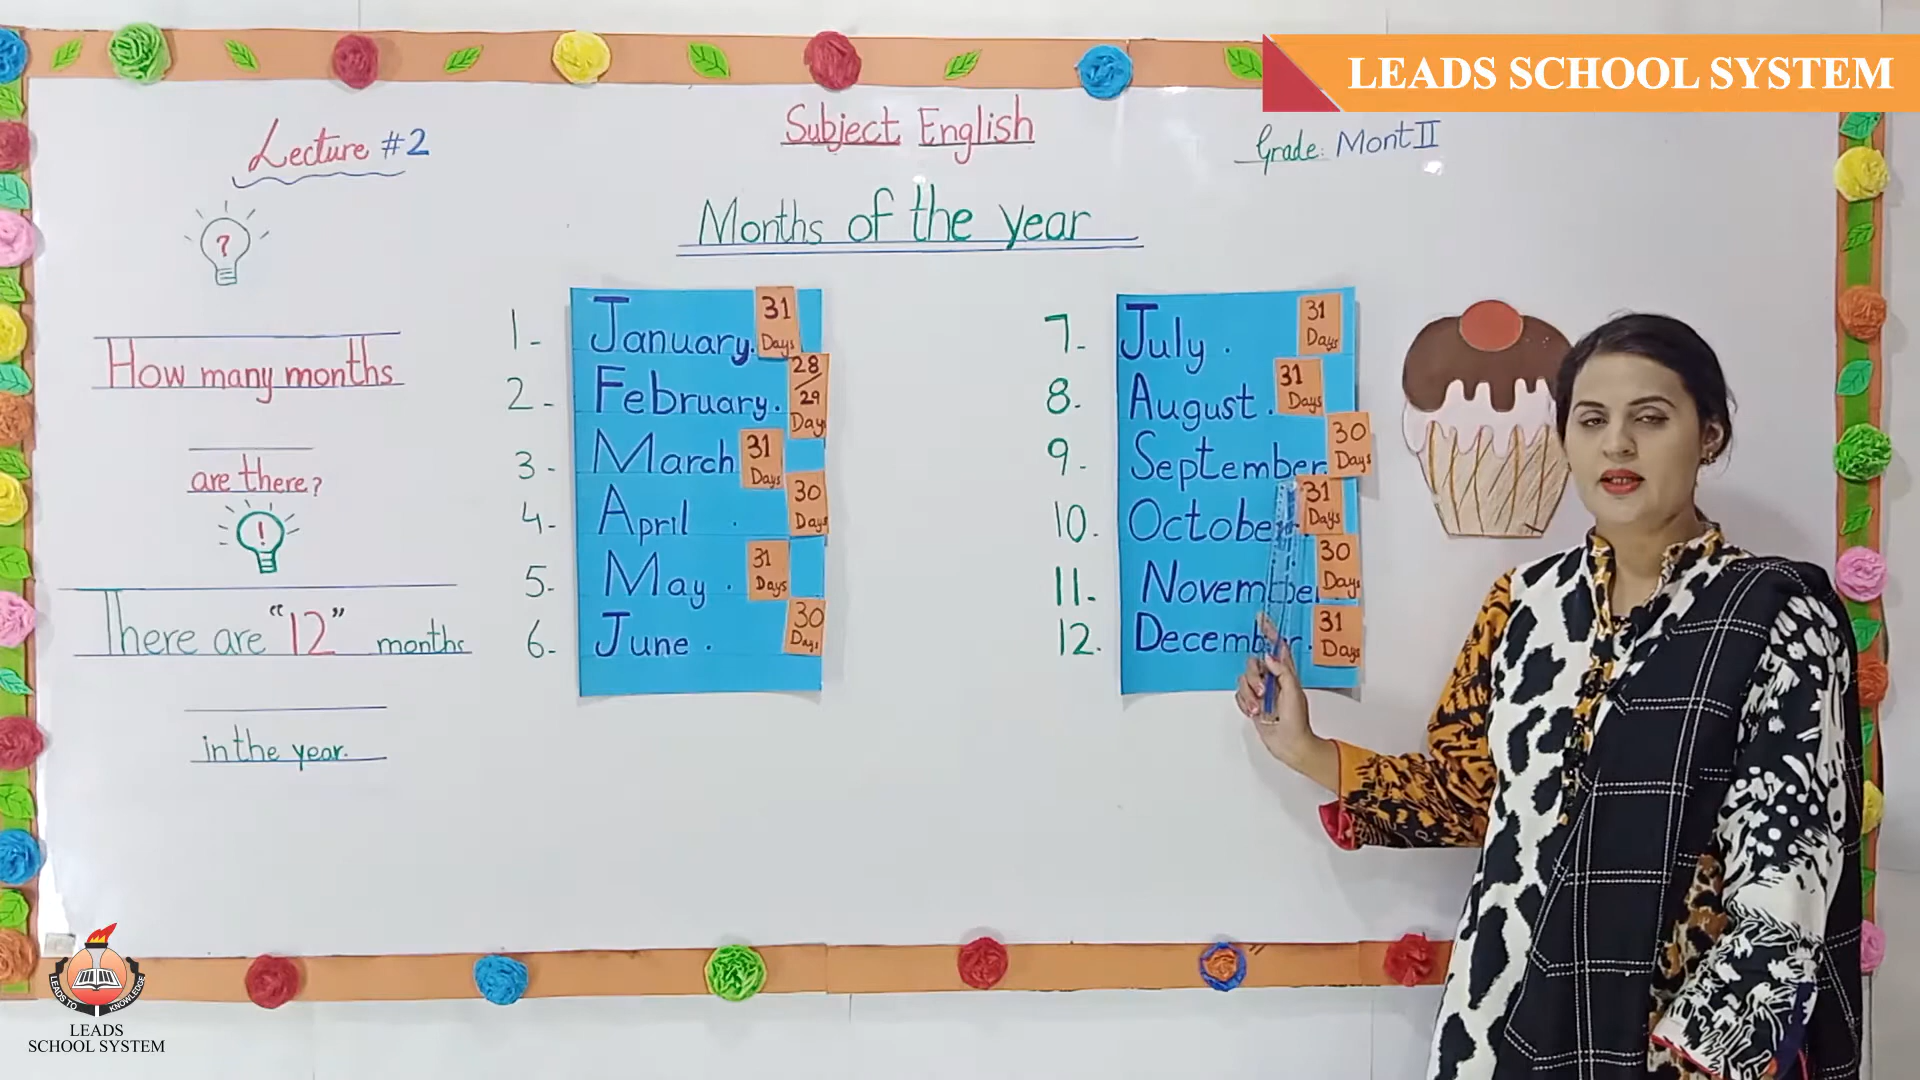 LEADS SCHOOL SYSTEM
Lecture #2
Subject English
Grade: Mont II
Months of the year
?
How many months
are there?
!
There are "12" months
in the year.
1- January. 31 Days
2- February. 28/29 Days
3- March 31 Days
4- April . 30 Days
5- May . 31 Days
6- June . 30 Days
7- July . 31 Days
8- August . 31 Days
9- September. 30 Days
10. October 31 Days
11- November 30 Days
12. December. 31 Days
LEADS TO KNOWLEDGE
LEADS
SCHOOL SYSTEM